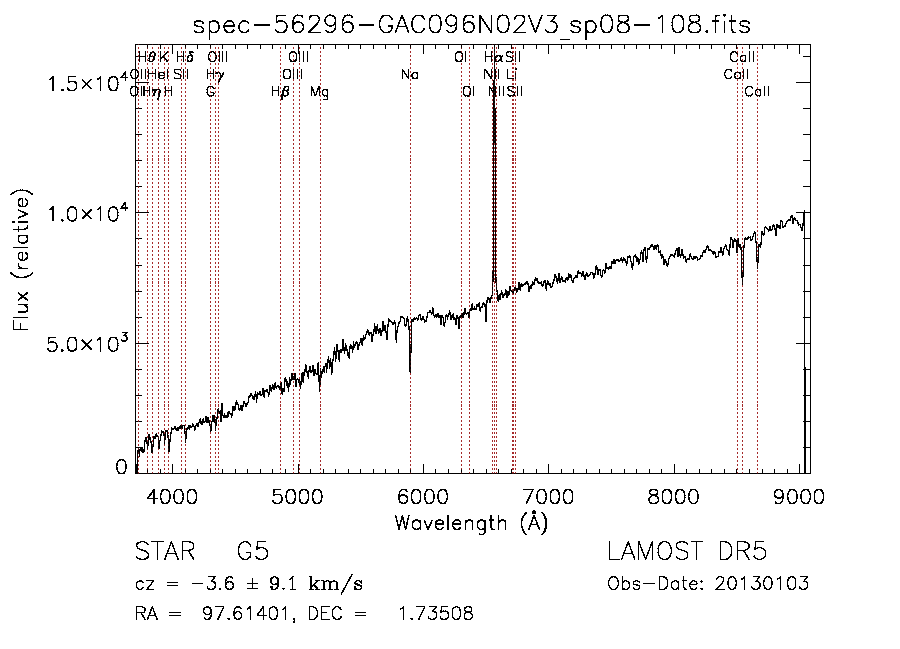 spec-56296-GAC096N02V3_sp08-108.fits
Hθ K Hδ OIII OIII OI Hα SII CaII
OII HeI SII Hγ OIII Na NII Li CaII
OII Hη H G Hβ Mg OI NII SII CaII
1.5×10⁴
1.0×10⁴
5.0×10³
0
Flux (relative)
4000 5000 6000 7000 8000 9000
Wavelength (Å)
STAR G5 LAMOST DR5
cz = −3.6 ± 9.1 km/s Obs-Date: 20130103
RA = 97.61401, DEC = 1.73508